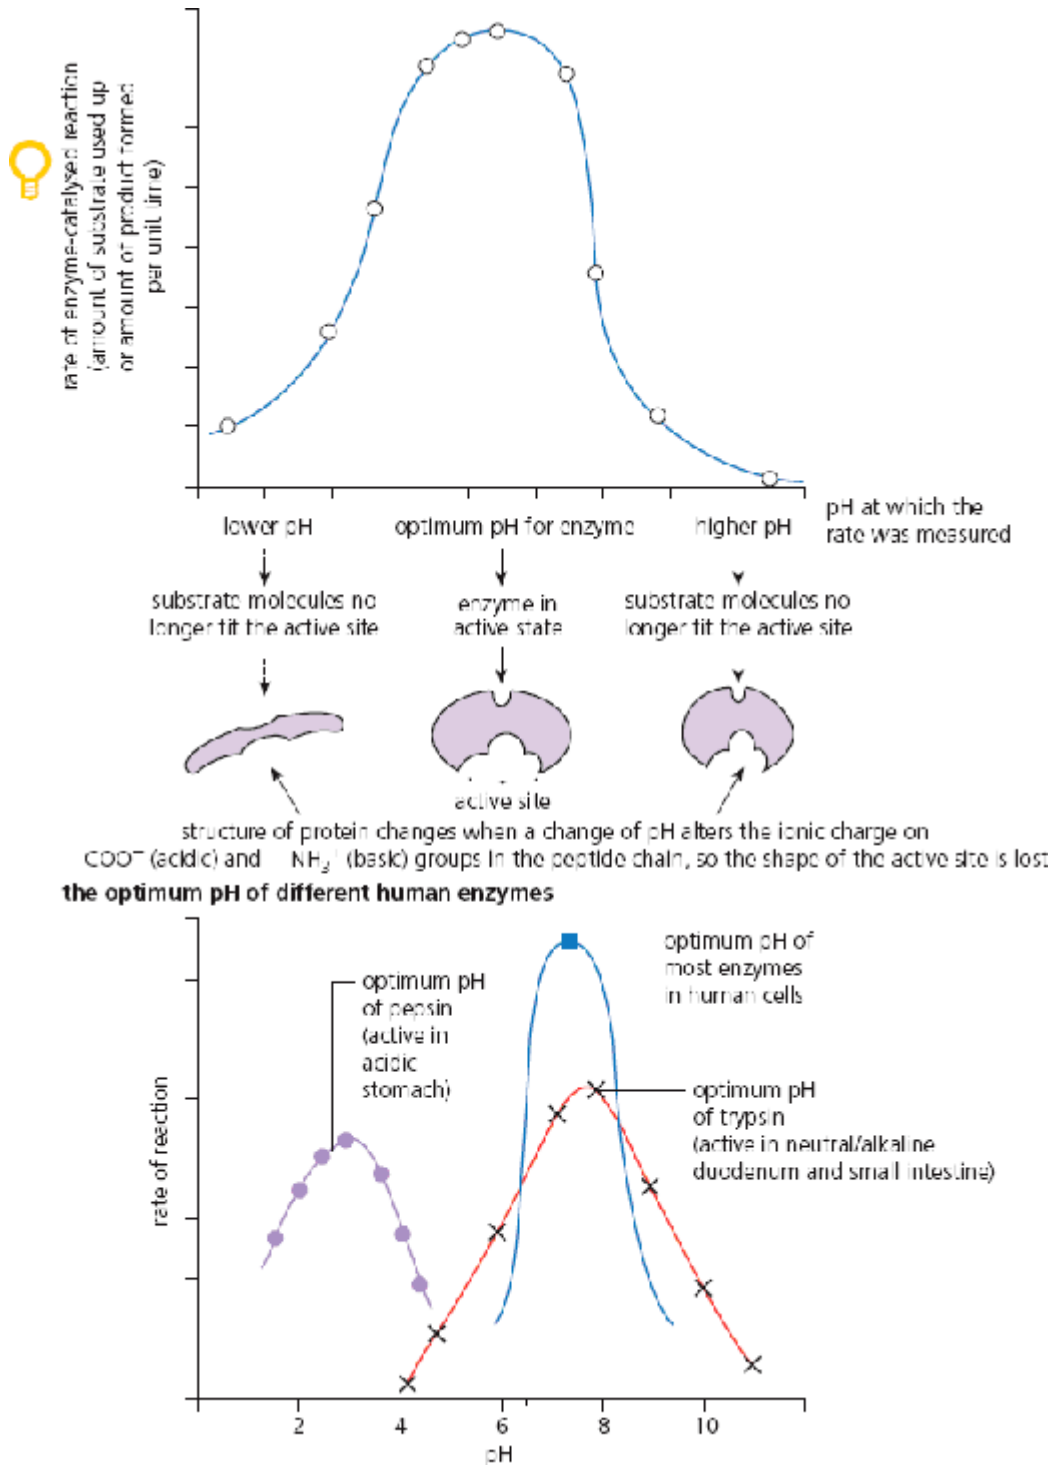 rate of enzyme-catalysed reaction
(amount of substrate used up
or amount of product formed
per unit time)
pH at which the
rate was measured
lower pH
optimum pH for enzyme
higher pH
substrate molecules no
longer fit the active site
enzyme in
active state
substrate molecules no
longer fit the active site
active site
structure of protein changes when a change of pH alters the ionic charge on
COO⁻ (acidic) and NH₃⁺ (basic) groups in the peptide chain, so the shape of the active site is lost
the optimum pH of different human enzymes
optimum pH of
most enzymes
in human cells
optimum pH
of pepsin
(active in
acidic
stomach)
optimum pH
of trypsin
(active in neutral/alkaline
duodenum and small intestine)
rate of reaction
2 4 6 8 10
pH